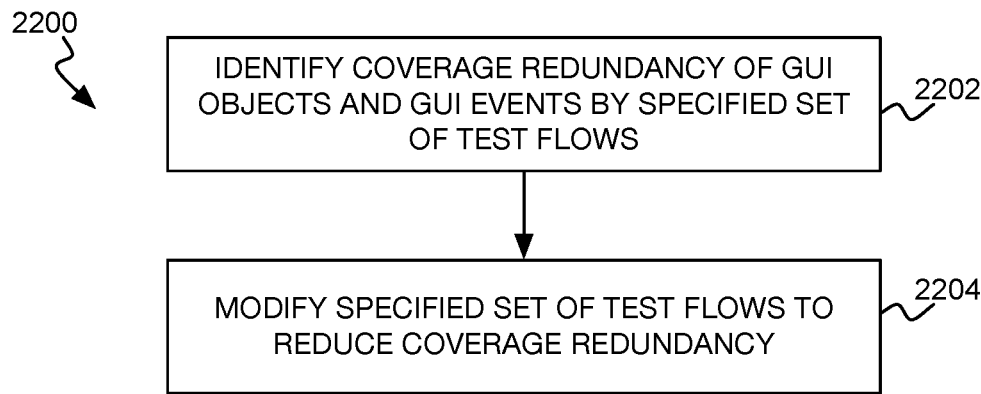 2200
IDENTIFY COVERAGE REDUNDANCY OF GUI
OBJECTS AND GUI EVENTS BY SPECIFIED SET
OF TEST FLOWS
2202
MODIFY SPECIFIED SET OF TEST FLOWS TO
REDUCE COVERAGE REDUNDANCY
2204